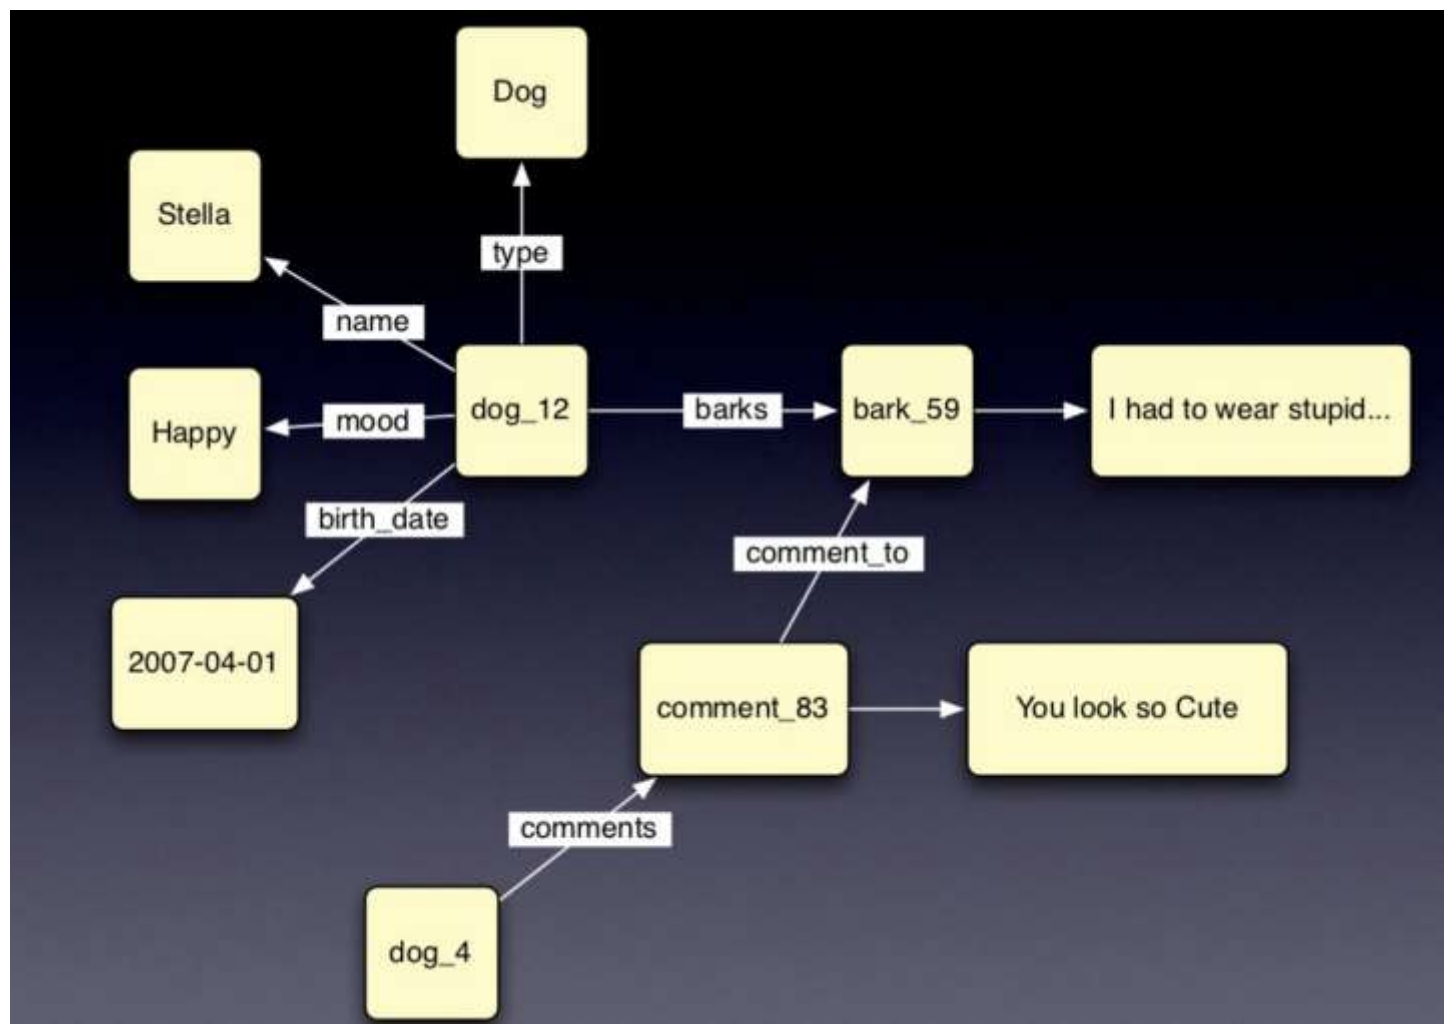 Dog
Stella
type
name
dog_12
barks
bark_59
I had to wear stupid...
Happy
mood
birth_date
comment_to
2007-04-01
comment_83
You look so Cute
comments
dog_4